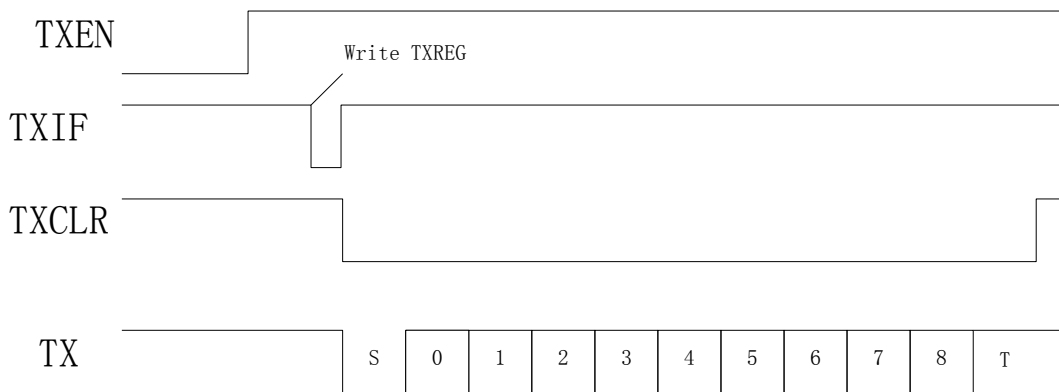 TXEN
Write TXREG
TXIF
TXCLR
TX S 0 1 2 3 4 5 6 7 8 T